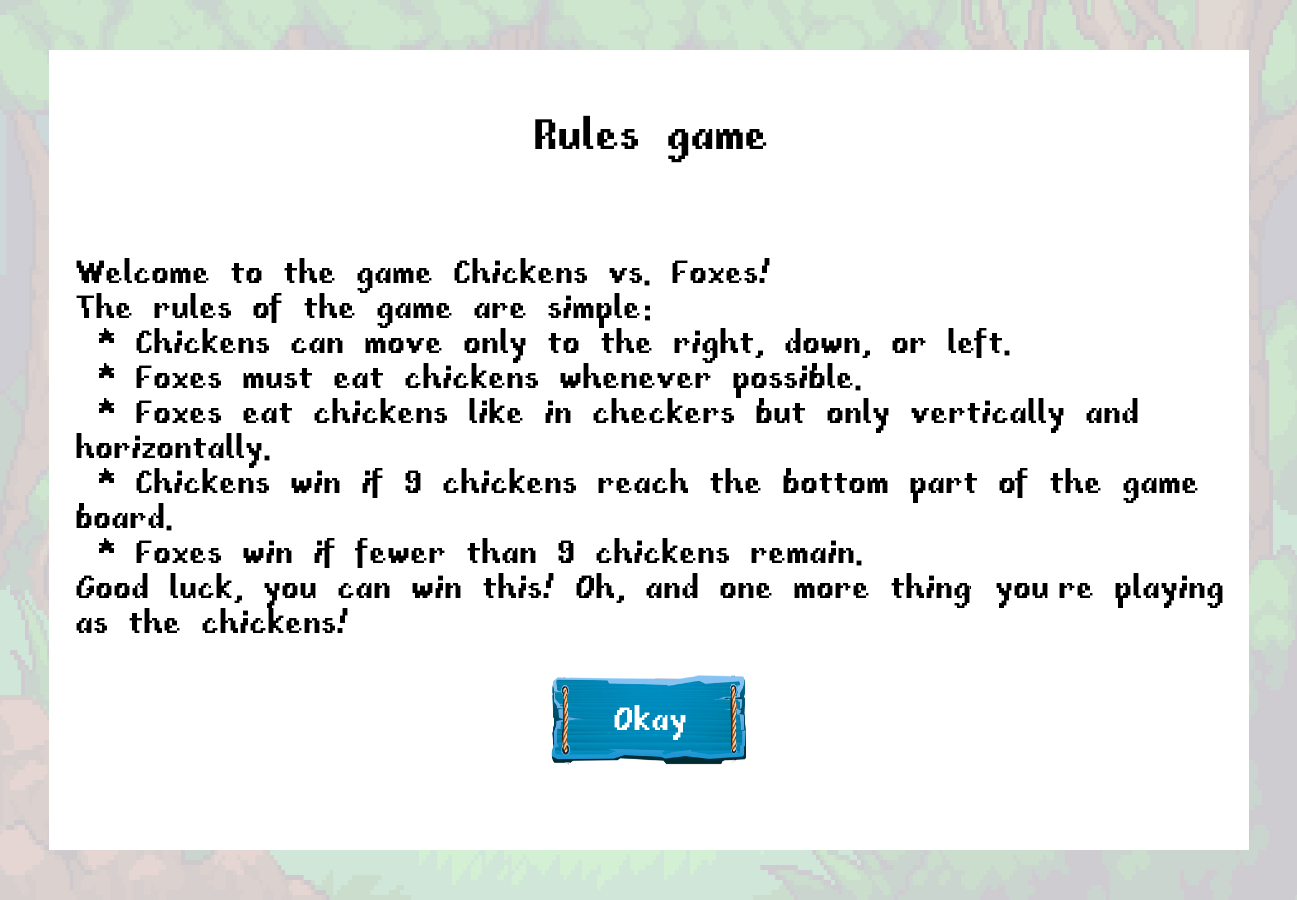 Rules game
Welcome to the game Chickens vs. Foxes!
The rules of the game are simple:
* Chickens can move only to the right, down, or left.
* Foxes must eat chickens whenever possible.
* Foxes eat chickens like in checkers but only vertically and
horizontally.
* Chickens win if 9 chickens reach the bottom part of the game
board.
* Foxes win if fewer than 9 chickens remain.
Good luck, you can win this! Oh, and one more thing you re playing
as the chickens!
Okay